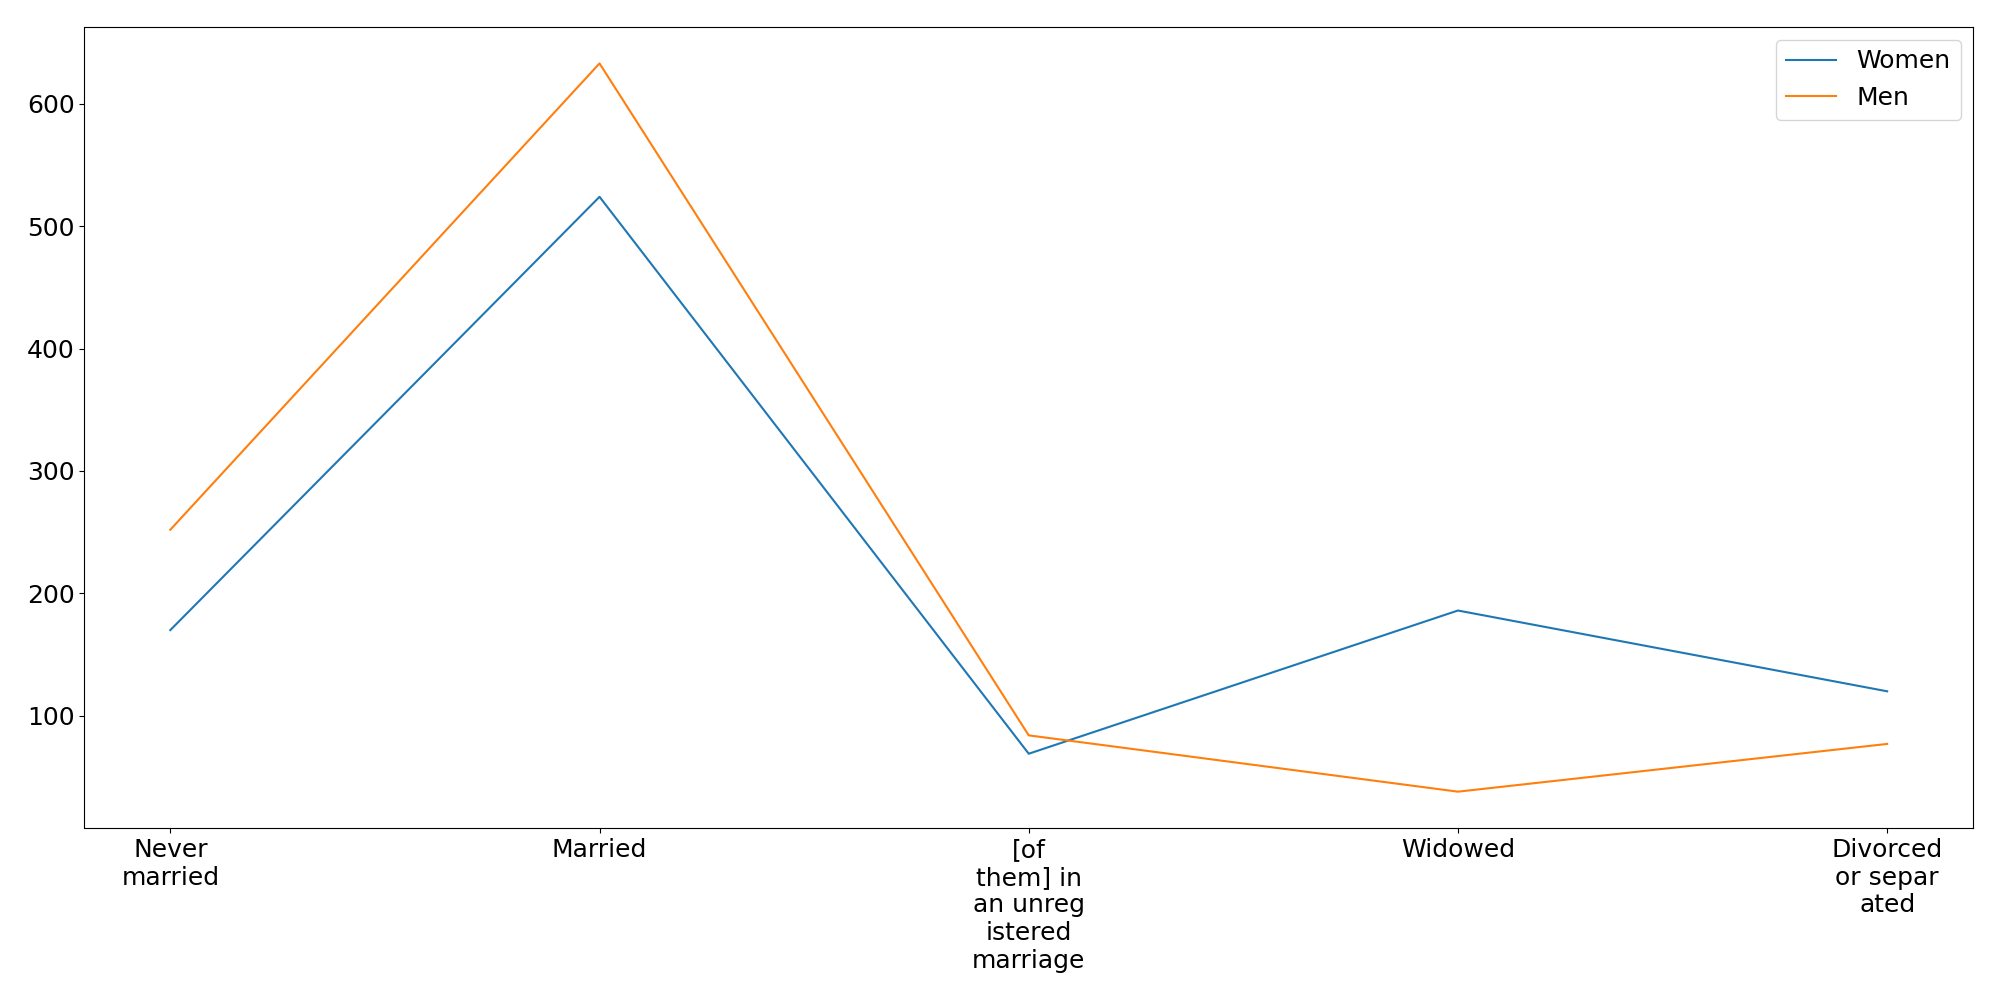 Women
Men
600
500
400
300
200
100
Never
married
Married
[of
them] in
an unreg
istered
marriage
Widowed
Divorced
or separ
ated